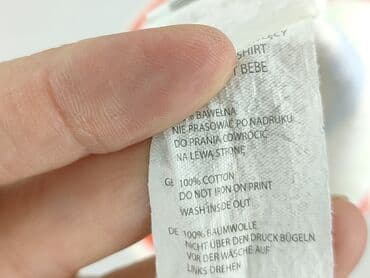 SHIRT
BEBE
% BAWEŁNA
NIE PRASOWAĆ PO NADRUKU
DO PRANIA ODWRÓCIĆ
NA LEWĄ STRONĘ
GB 100% COTTON
DO NOT IRON ON PRINT
WASH INSIDE OUT
DE 100% BAUMWOLLE
NICHT ÜBER DEN DRUCK BÜGELN
VOR DER WÄSCHE AUF
LINKS DREHEN